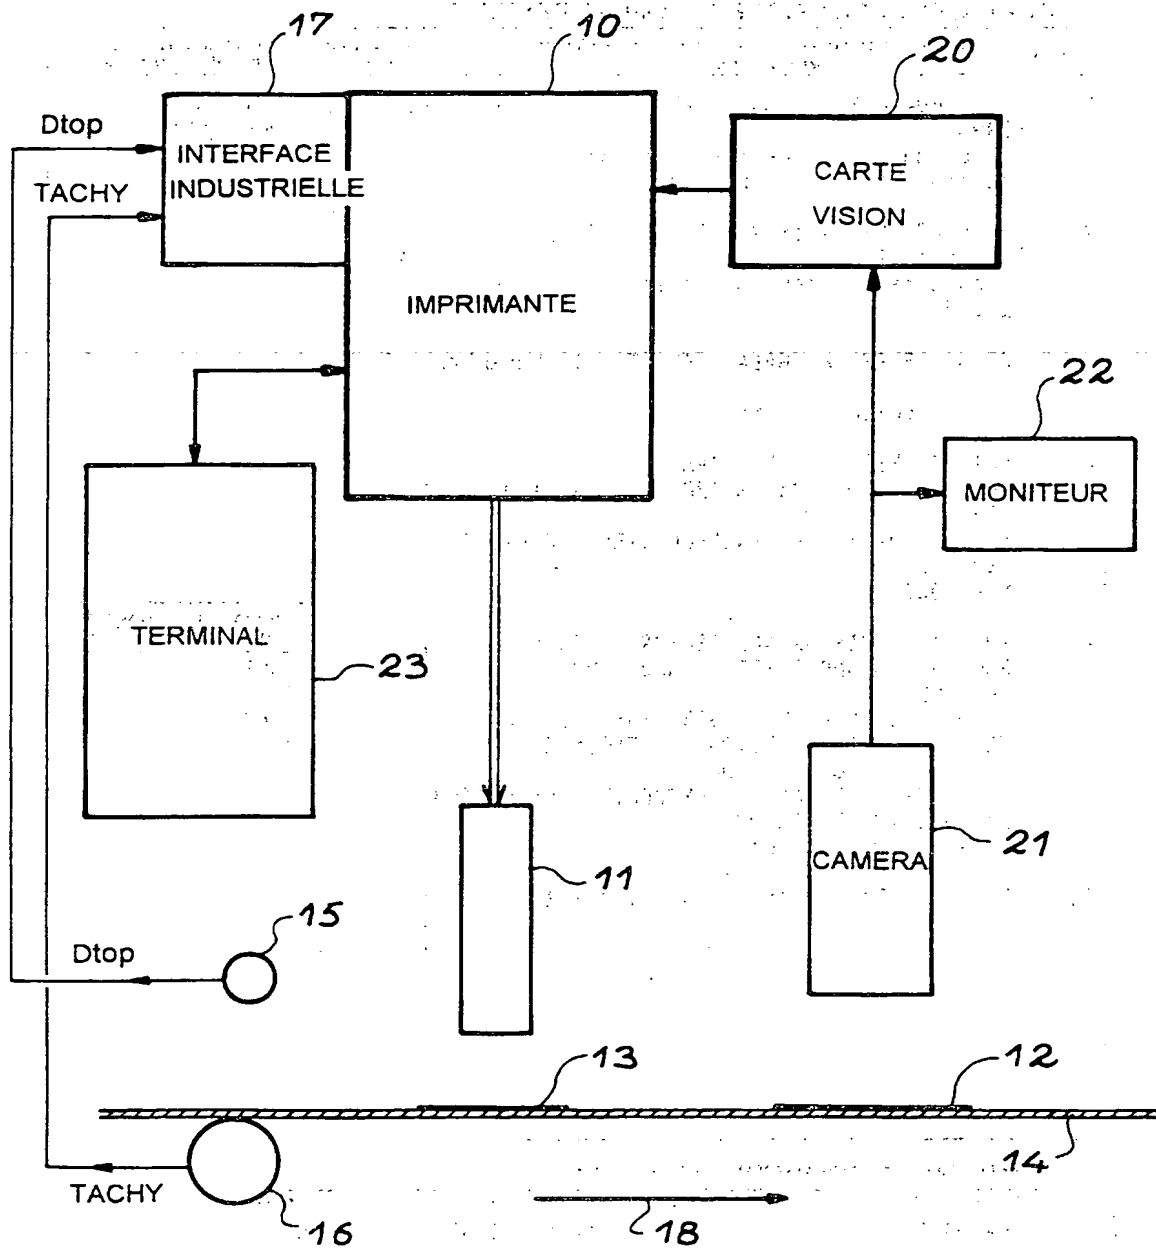 17
10
20
Dtop
INTERFACE
INDUSTRIELLE
TACHY
CARTE
VISION
IMPRIMANTE
22
MONITEUR
TERMINAL
23
21
CAMERA
11
15
Dtop
13
12
14
TACHY
16
18